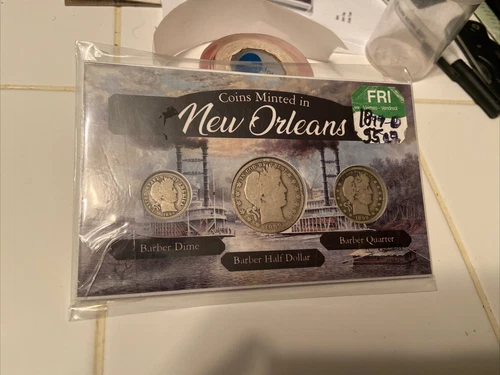 Coins Minted in
New Orleans
FRI
Barber Dime
Barber Quarter
Barber Half Dollar